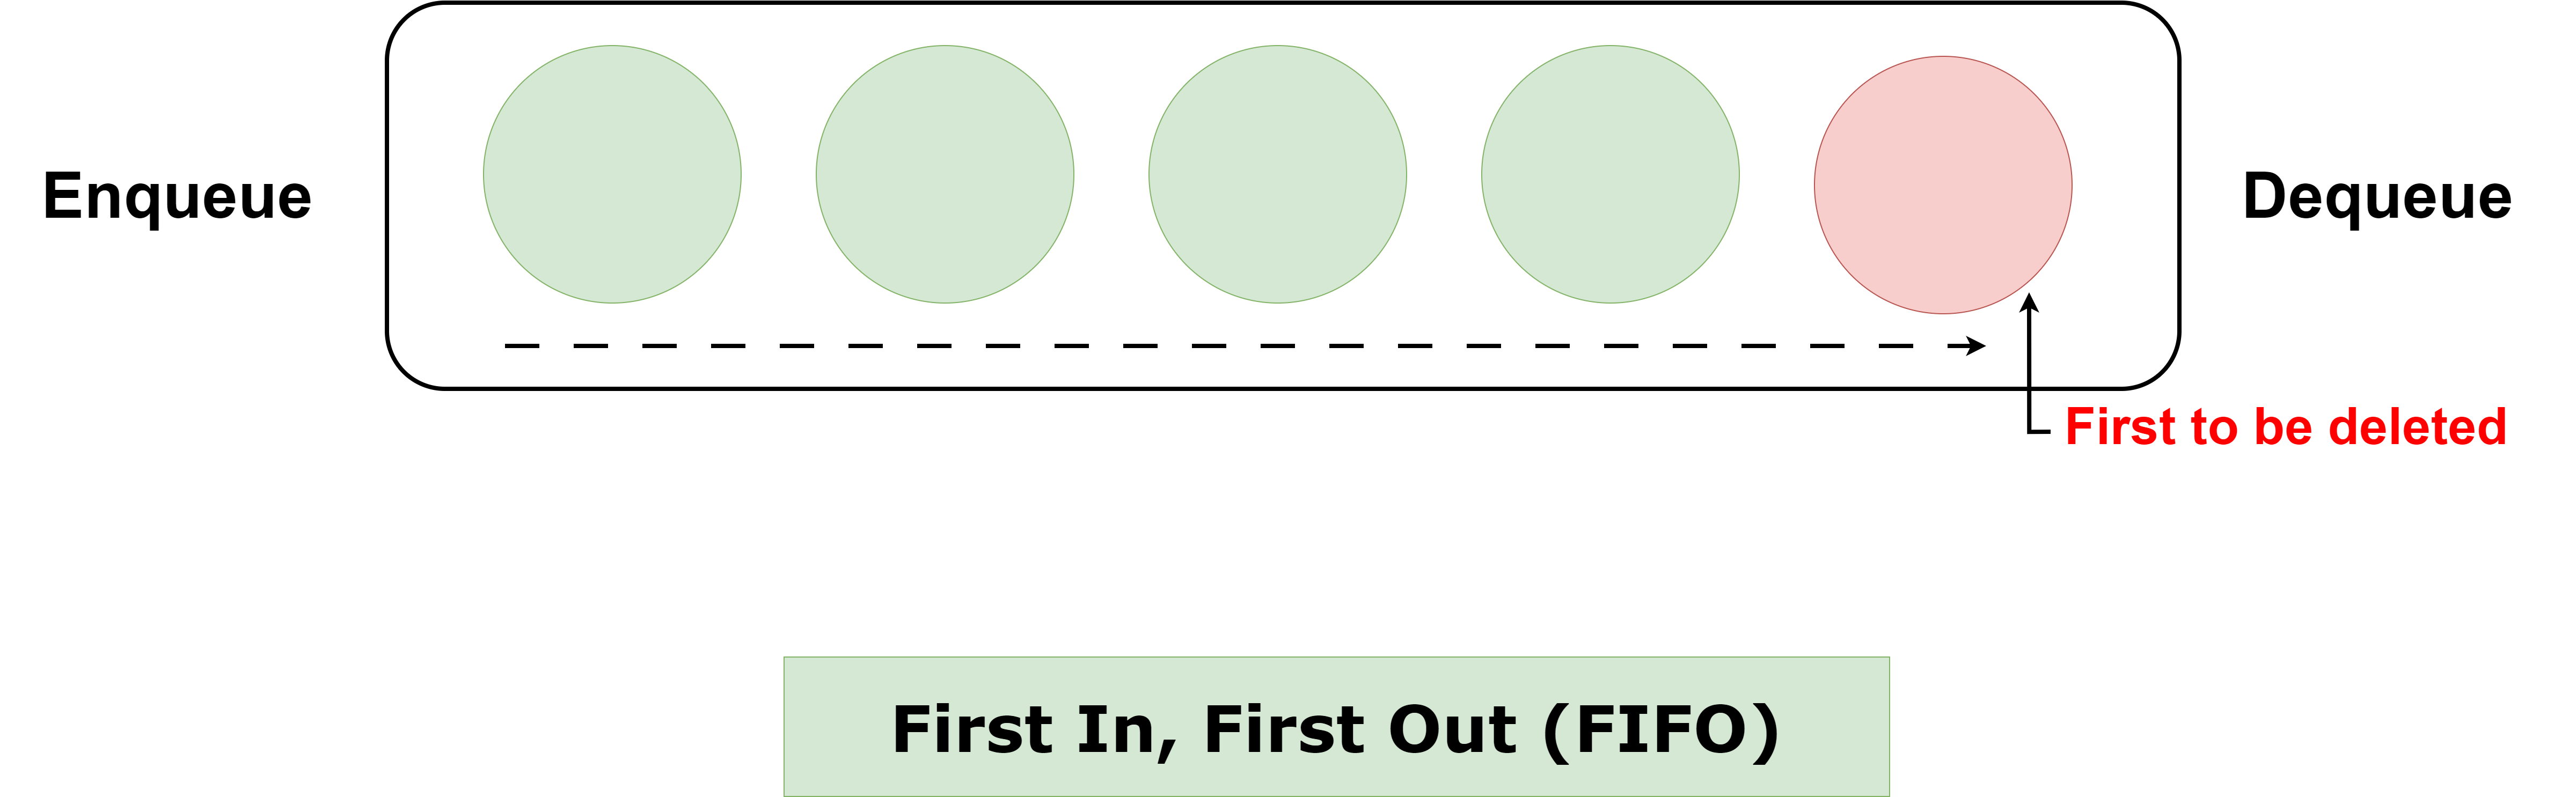 Enqueue
Dequeue
First to be deleted
First In, First Out (FIFO)